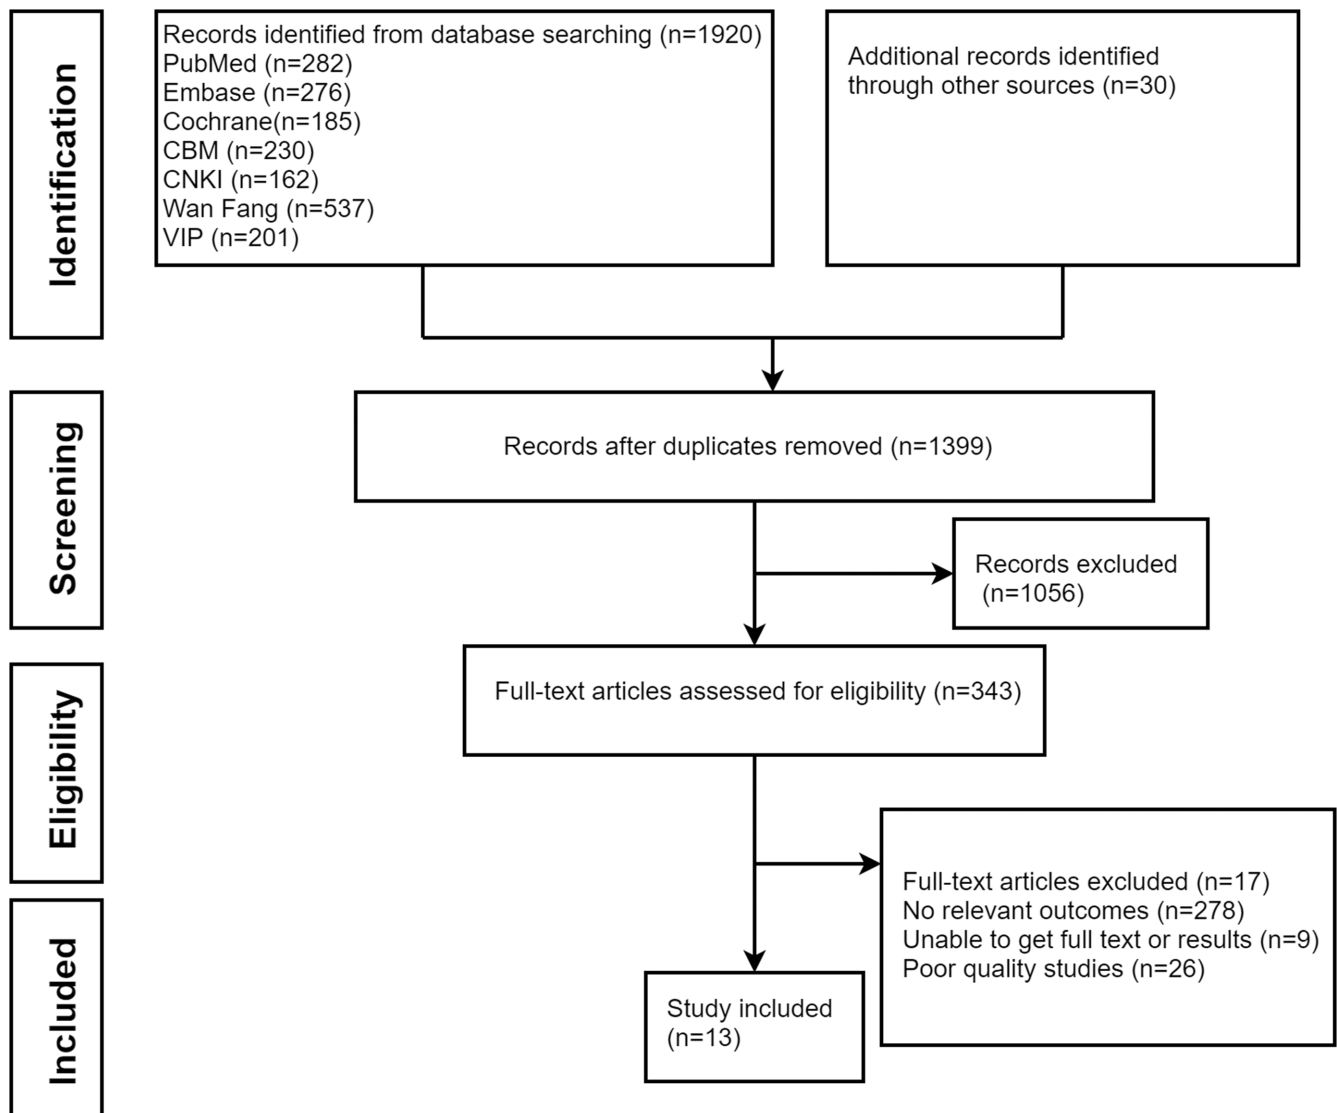 Identification
Records identified from database searching (n=1920)
PubMed (n=282)
Embase (n=276)
Cochrane(n=185)
CBM (n=230)
CNKI (n=162)
Wan Fang (n=537)
VIP (n=201)
Additional records identified
through other sources (n=30)
Screening
Records after duplicates removed (n=1399)
Records excluded
(n=1056)
Eligibility
Full-text articles assessed for eligibility (n=343)
Full-text articles excluded (n=17)
No relevant outcomes (n=278)
Unable to get full text or results (n=9)
Poor quality studies (n=26)
Included
Study included
(n=13)